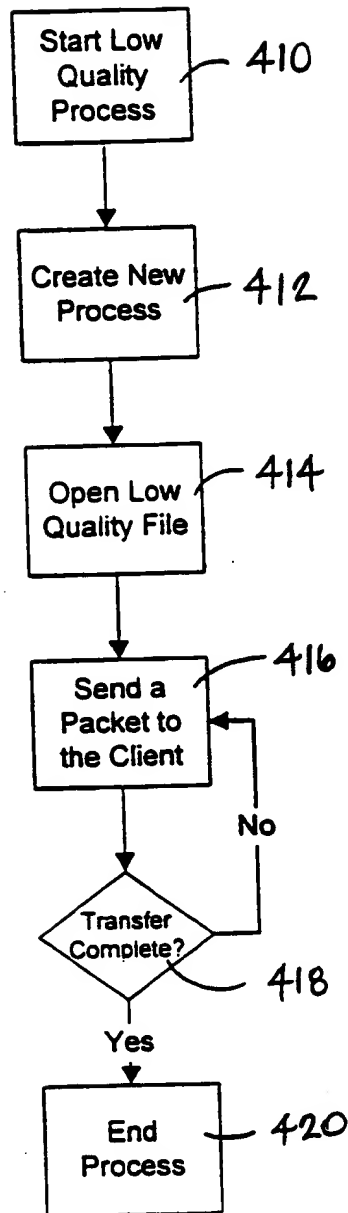 Start Low
Quality
Process
410
Create New
Process
412
Open Low
Quality File
414
Send a
Packet to
the Client
416
No
Transfer
Complete?
418
Yes
End
Process
420